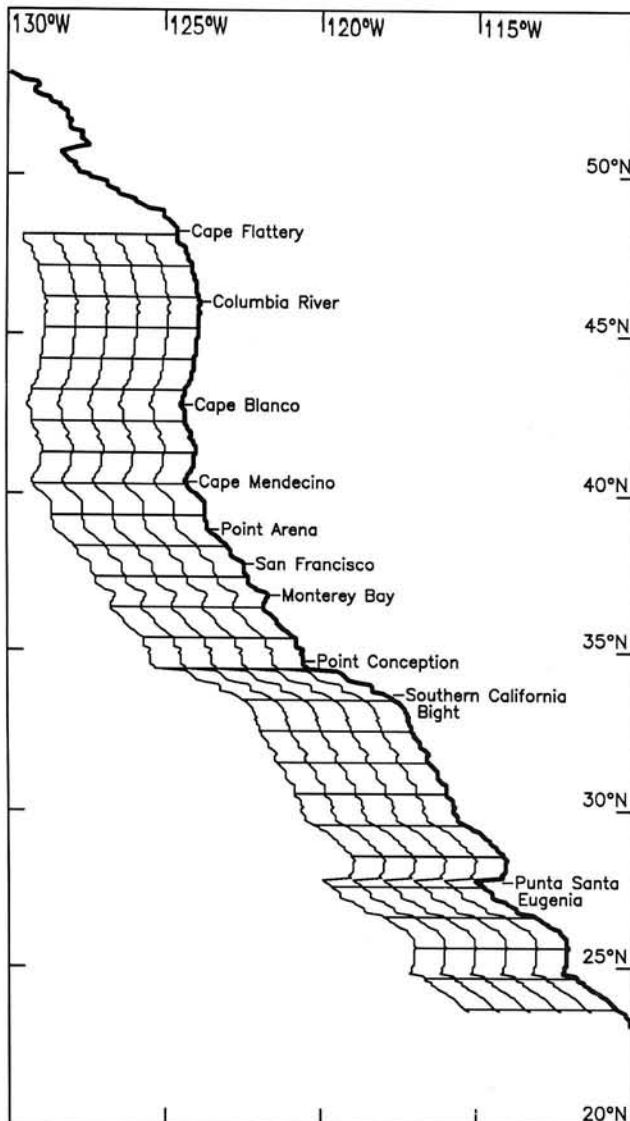 130°W 125°W 120°W 115°W
50°N
Cape Flattery
Columbia River
45°N
Cape Blanco
Cape Mendecino
40°N
Point Arena
San Francisco
Monterey Bay
35°N
Point Conception
Southern California
Bight
30°N
Punta Santa
Eugenia
25°N
20°N